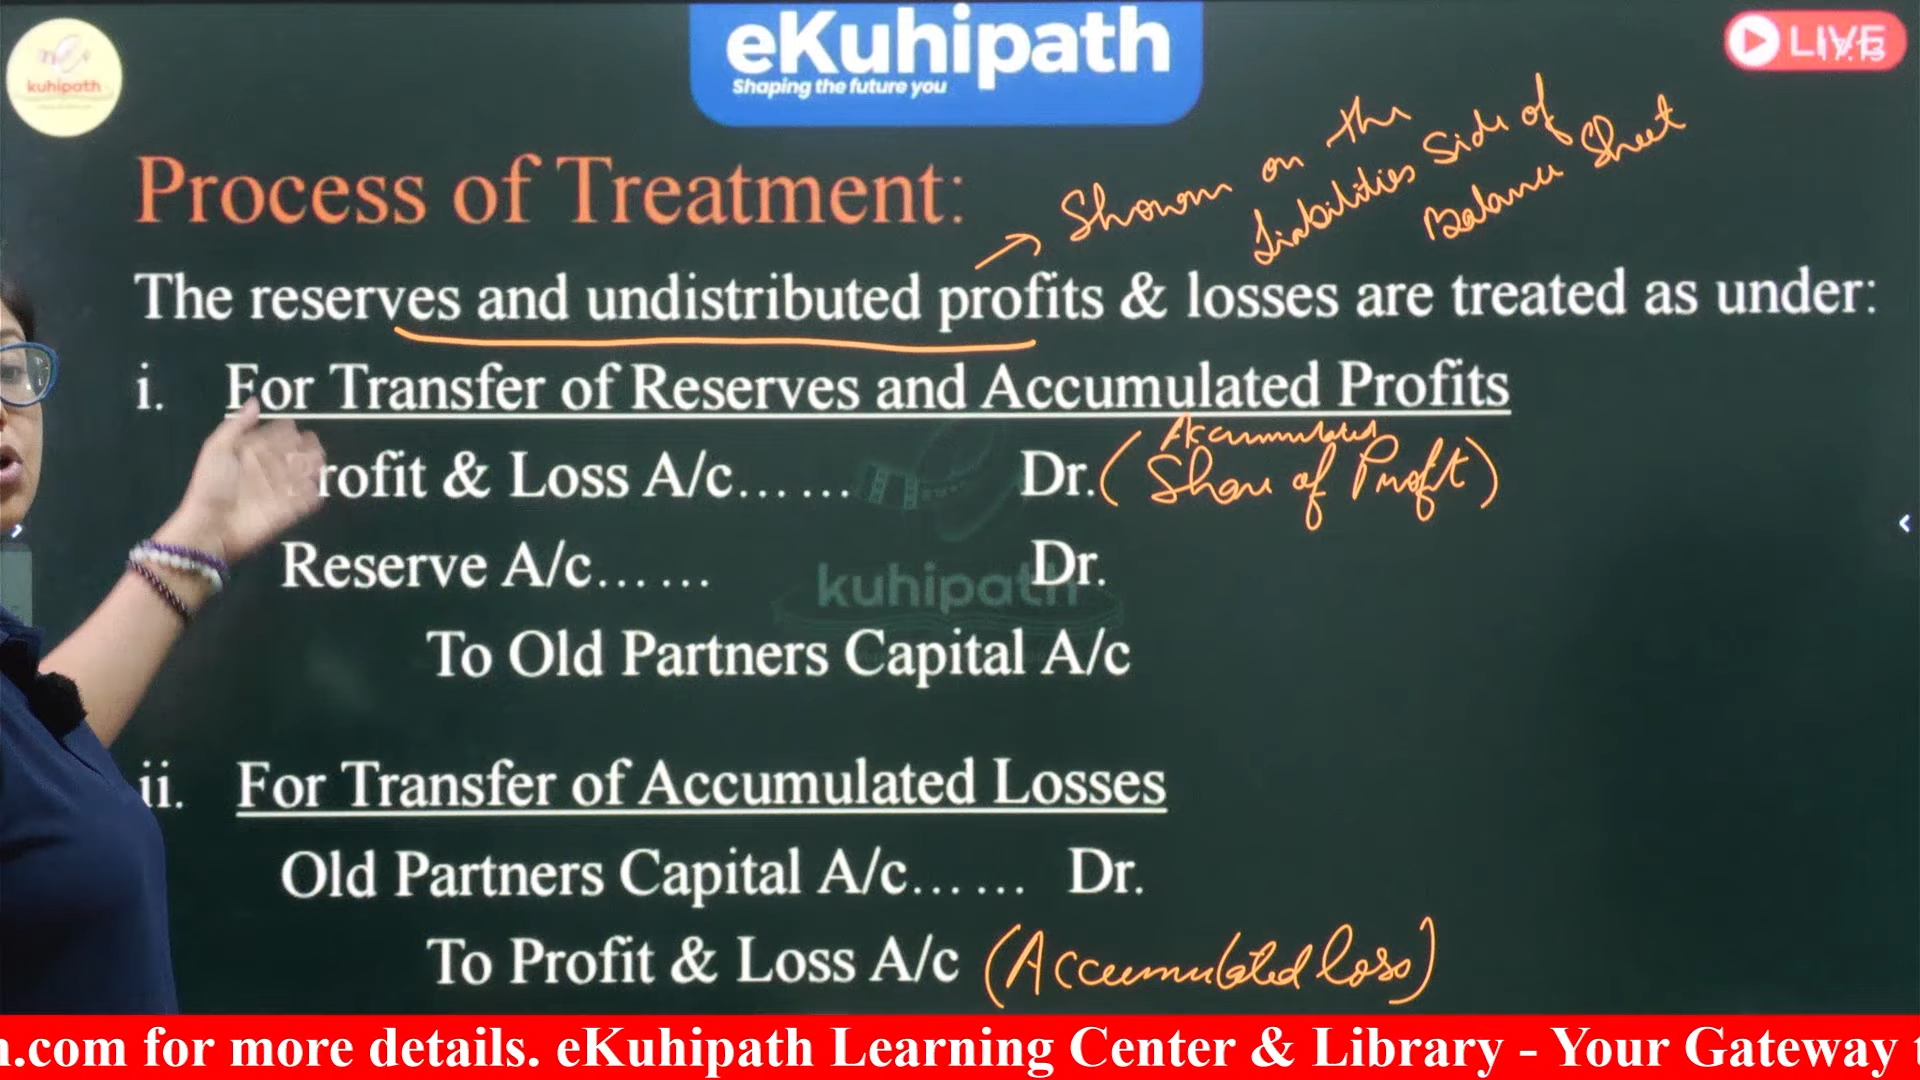 eKuhipath
Shaping the future you
kuhipath
LIVE
Process of Treatment:
Shown on the
Liabilities Side of
Balance Sheet
The reserves and undistributed profits & losses are treated as under:
i. For Transfer of Reserves and Accumulated Profits
Accumulated
Profit & Loss A/c...... Dr. (Share of Profit)
Reserve A/c...... Dr.
kuhipath
To Old Partners Capital A/c
ii. For Transfer of Accumulated Losses
Old Partners Capital A/c...... Dr.
To Profit & Loss A/c (Accumulated loss)
.com for more details. eKuhipath Learning Center & Library - Your Gateway